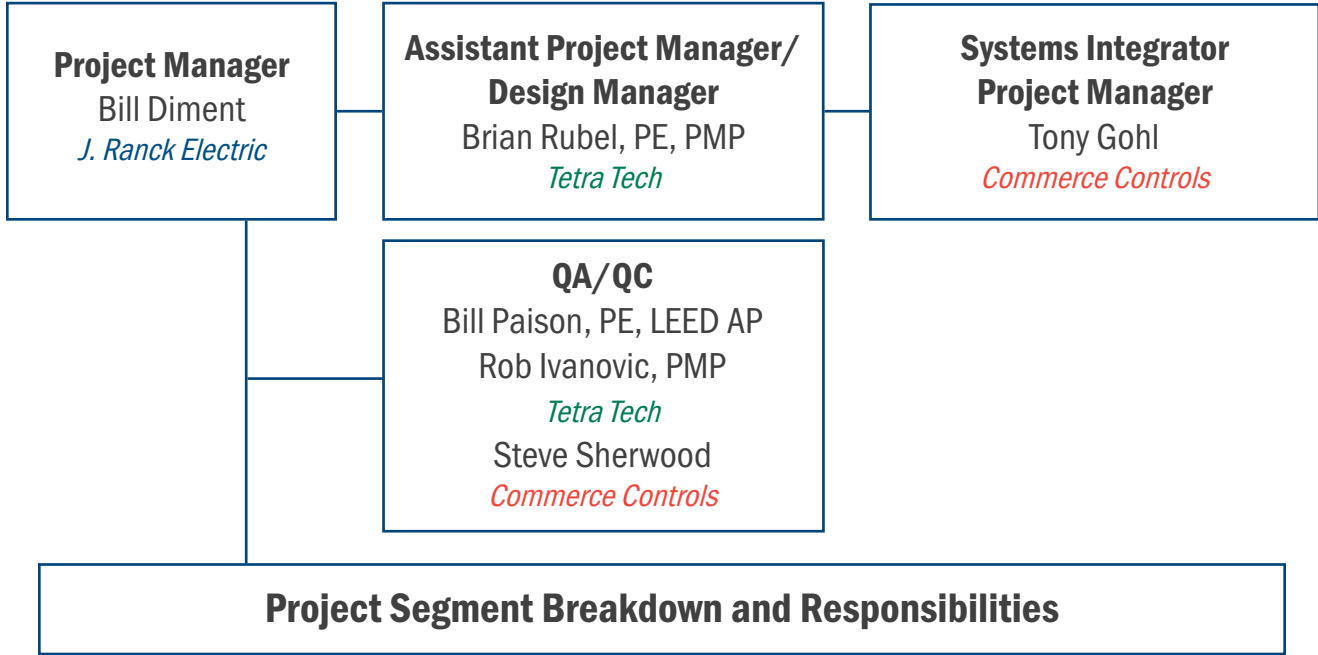 Project Manager
Bill Diment
J. Ranck Electric
Assistant Project Manager/
Design Manager
Brian Rubel, PE, PMP
Tetra Tech
Systems Integrator
Project Manager
Tony Gohl
Commerce Controls
QA/QC
Bill Paison, PE, LEED AP
Rob Ivanovic, PMP
Tetra Tech
Steve Sherwood
Commerce Controls
Project Segment Breakdown and Responsibilities